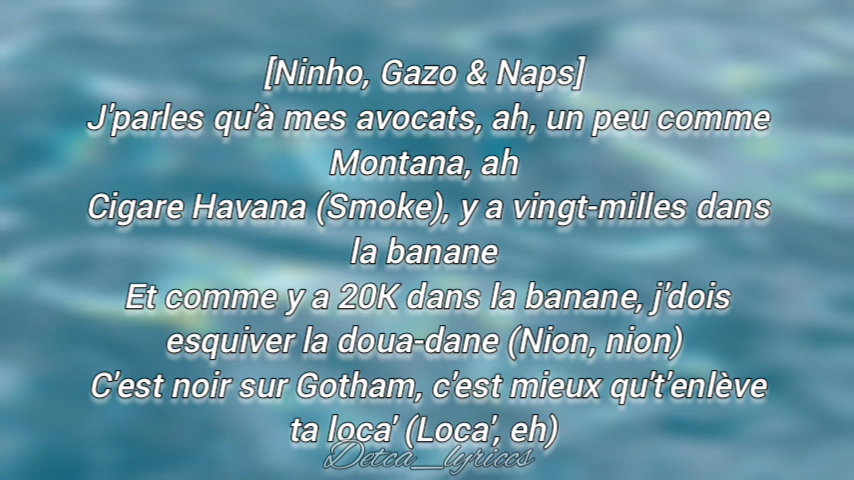 [Ninho, Gazo & Naps]
J'parles qu'à mes avocats, ah, un peu comme
Montana, ah
Cigare Havana (Smoke), y a vingt-milles dans
la banane
Et comme y a 20K dans la banane, j'dois
esquiver la doua-dane (Nion, nion)
C'est noir sur Gotham, c'est mieux qu't'enlève
ta loca' (Loca', eh)
Detca_lyriccs